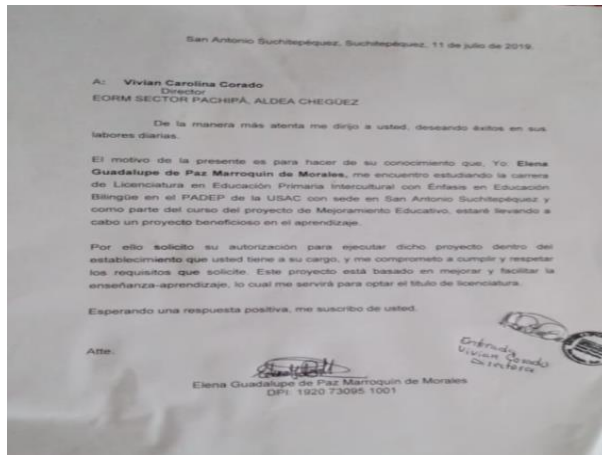 San Antonio Suchitepéquez, Suchitepéquez, 11 de julio de 2019.
A: Vivian Carolina Corado
Director
EORM SECTOR PACHIPÁ, ALDEA CHEGÜEZ
De la manera más atenta me dirijo a usted, deseando éxitos en sus
labores diarias.
El motivo de la presente es para hacer de su conocimiento que, Yo: Elena
Guadalupe de Paz Marroquín de Morales, me encuentro estudiando la carrera
de Licenciatura en Educación Primaria Intercultural con Énfasis en Educación
Bilingüe en el PADEP de la USAC con sede en San Antonio Suchitepéquez y
como parte del curso del proyecto de Mejoramiento Educativo, estaré llevando a
cabo un proyecto beneficioso en el aprendizaje.
Por ello solicito su autorización para ejecutar dicho proyecto dentro del
establecimiento que usted tiene a su cargo, y me comprometo a cumplir y respetar
los requisitos que solicite. Este proyecto está basado en mejorar y facilitar la
enseñanza-aprendizaje, lo cual me servirá para optar el título de licenciatura.
Esperando una respuesta positiva, me suscribo de usted.
Atte.
Vivian Corado
Directora
Elena Guadalupe de Paz Marroquín de Morales
DPI: 1920 73095 1001